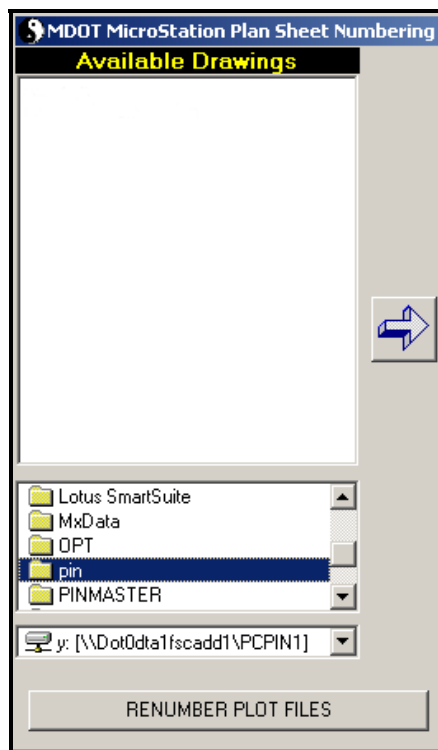 MDOT MicroStation Plan Sheet Numbering
Available Drawings
Lotus SmartSuite
MxData
OPT
pin
PINMASTER
y: [\\Dot0dta1fscadd1\PCPIN1]
RENUMBER PLOT FILES